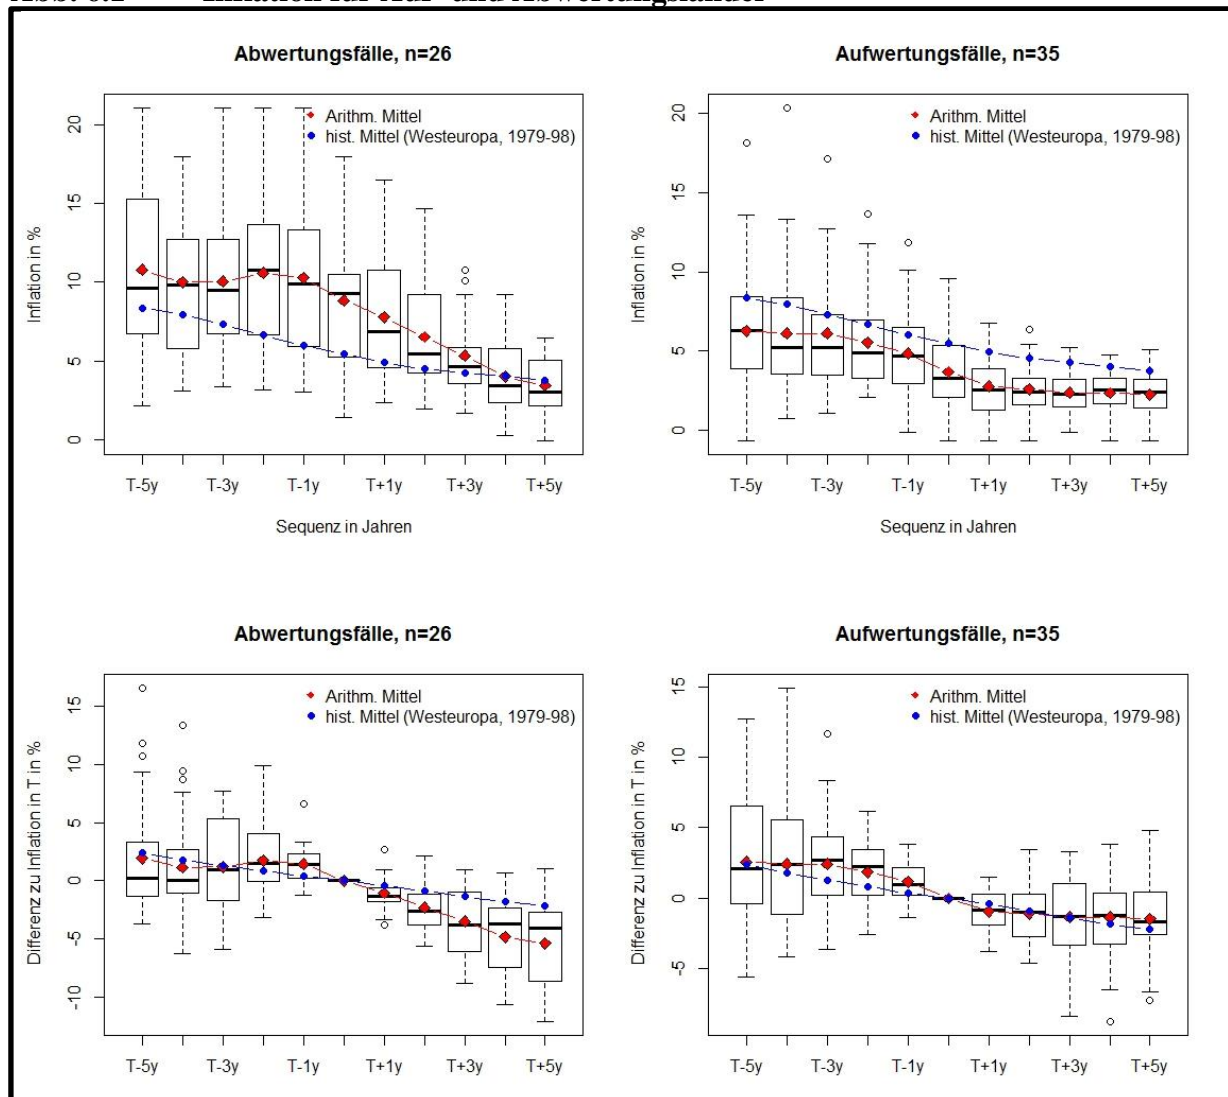 Inflation für Auf- und Abwertungsländer
Abwertungsfälle, n=26
Arithm. Mittel
hist. Mittel (Westeuropa, 1979-98)
Inflation in %
20
15
10
5
0
T-5y T-3y T-1y T+1y T+3y T+5y
Sequenz in Jahren
Aufwertungsfälle, n=35
Arithm. Mittel
hist. Mittel (Westeuropa, 1979-98)
Inflation in %
20
15
10
5
0
T-5y T-3y T-1y T+1y T+3y T+5y
Sequenz in Jahren
Abwertungsfälle, n=26
Arithm. Mittel
hist. Mittel (Westeuropa, 1979-98)
Differenz zu Inflation in T in %
15
10
5
0
-5
-10
T-5y T-3y T-1y T+1y T+3y T+5y
Aufwertungsfälle, n=35
Arithm. Mittel
hist. Mittel (Westeuropa, 1979-98)
Differenz zu Inflation in T in %
15
10
5
0
-5
T-5y T-3y T-1y T+1y T+3y T+5y